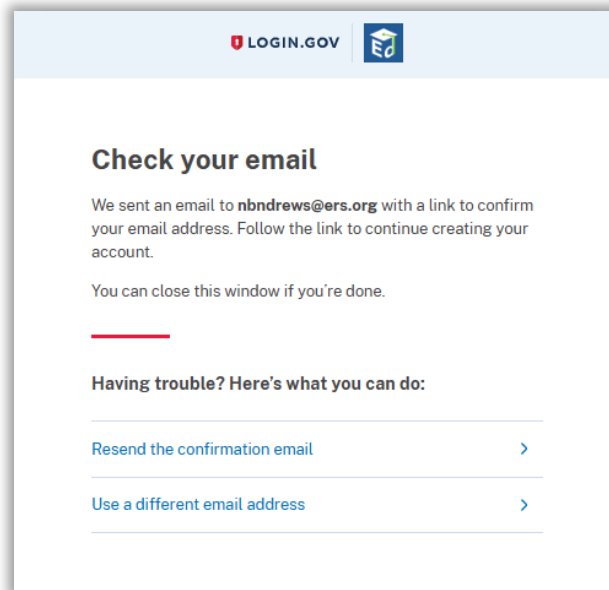 LOGIN.GOV Ed
Check your email
We sent an email to nbndrews@ers.org with a link to confirm
your email address. Follow the link to continue creating your
account.
You can close this window if you're done.
Having trouble? Here's what you can do:
Resend the confirmation email
Use a different email address